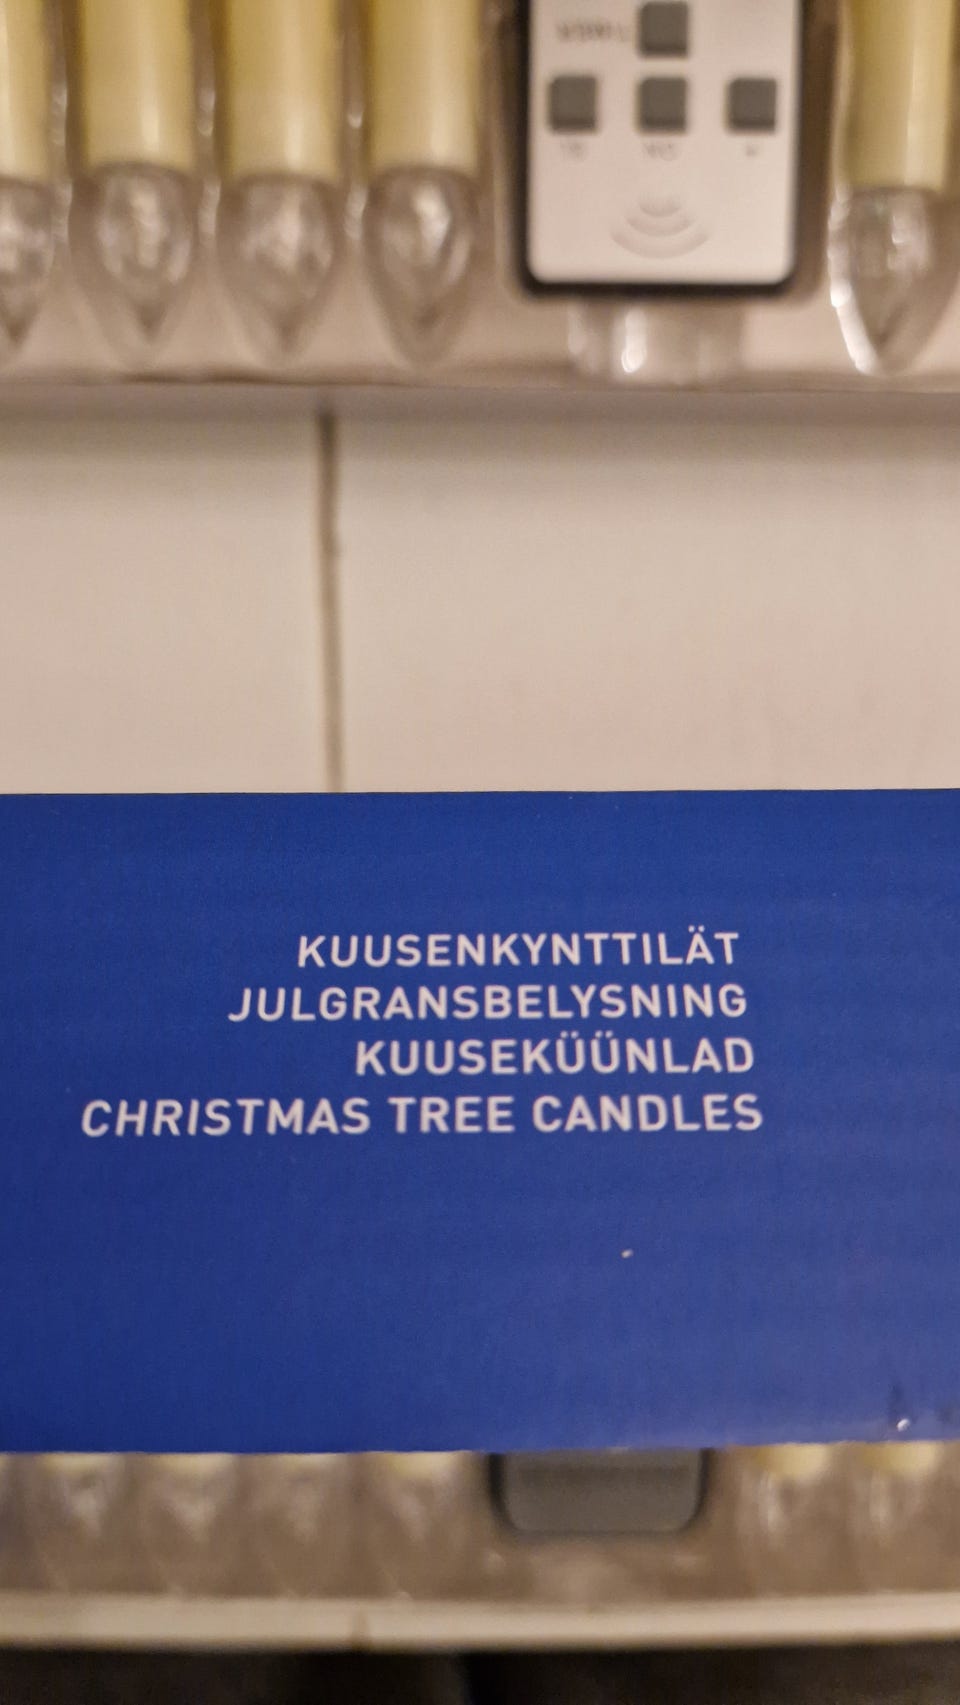 KUUSENKYNTTILÄT
JULGRANSBELYSNING
KUUSEKÜÜNLAD
CHRISTMAS TREE CANDLES